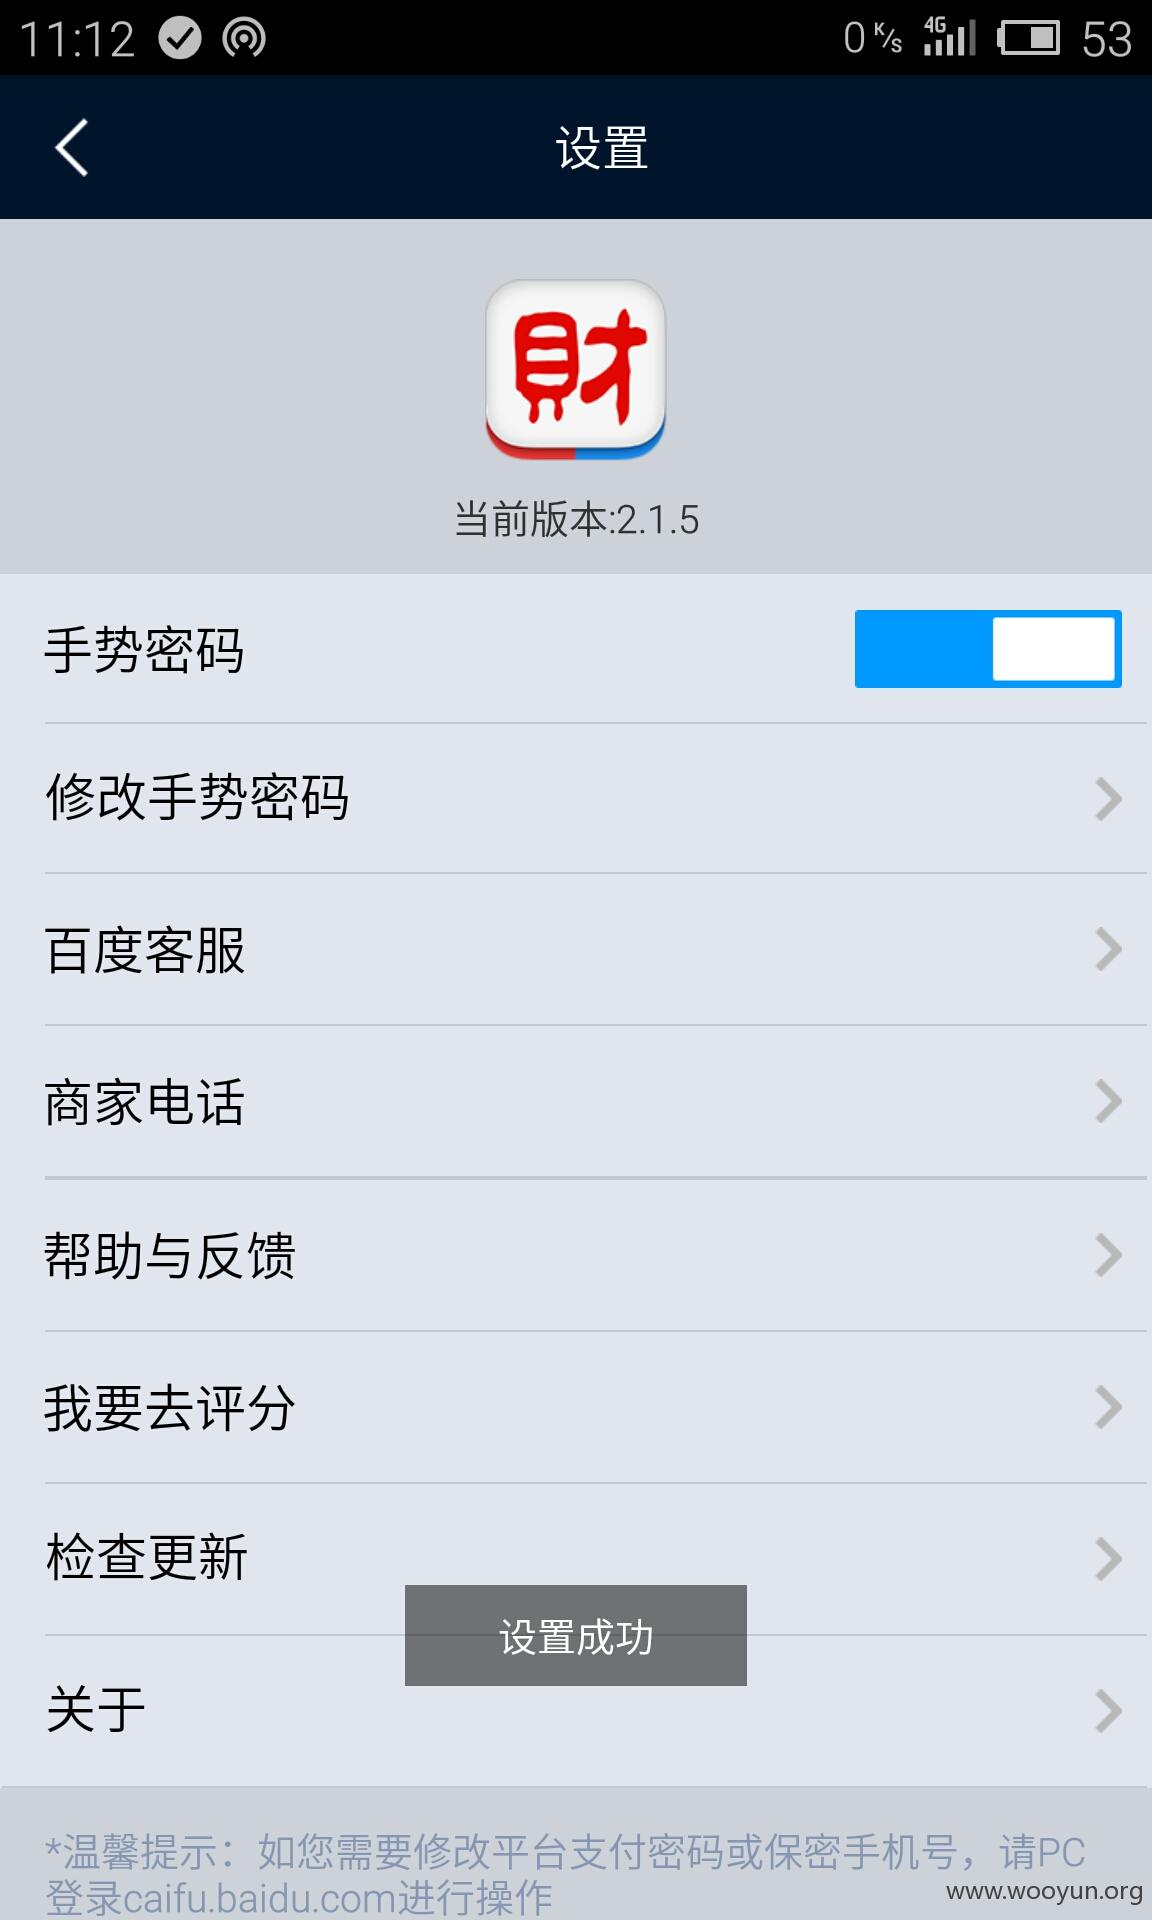 11:12 0 K/s 4G 53
设置
財
当前版本:2.1.5
手势密码
修改手势密码
百度客服
商家电话
帮助与反馈
我要去评分
检查更新
设置成功
关于
*温馨提示：如您需要修改平台支付密码或保密手机号，请PC
登录caifu.baidu.com进行操作
www.wooyun.org